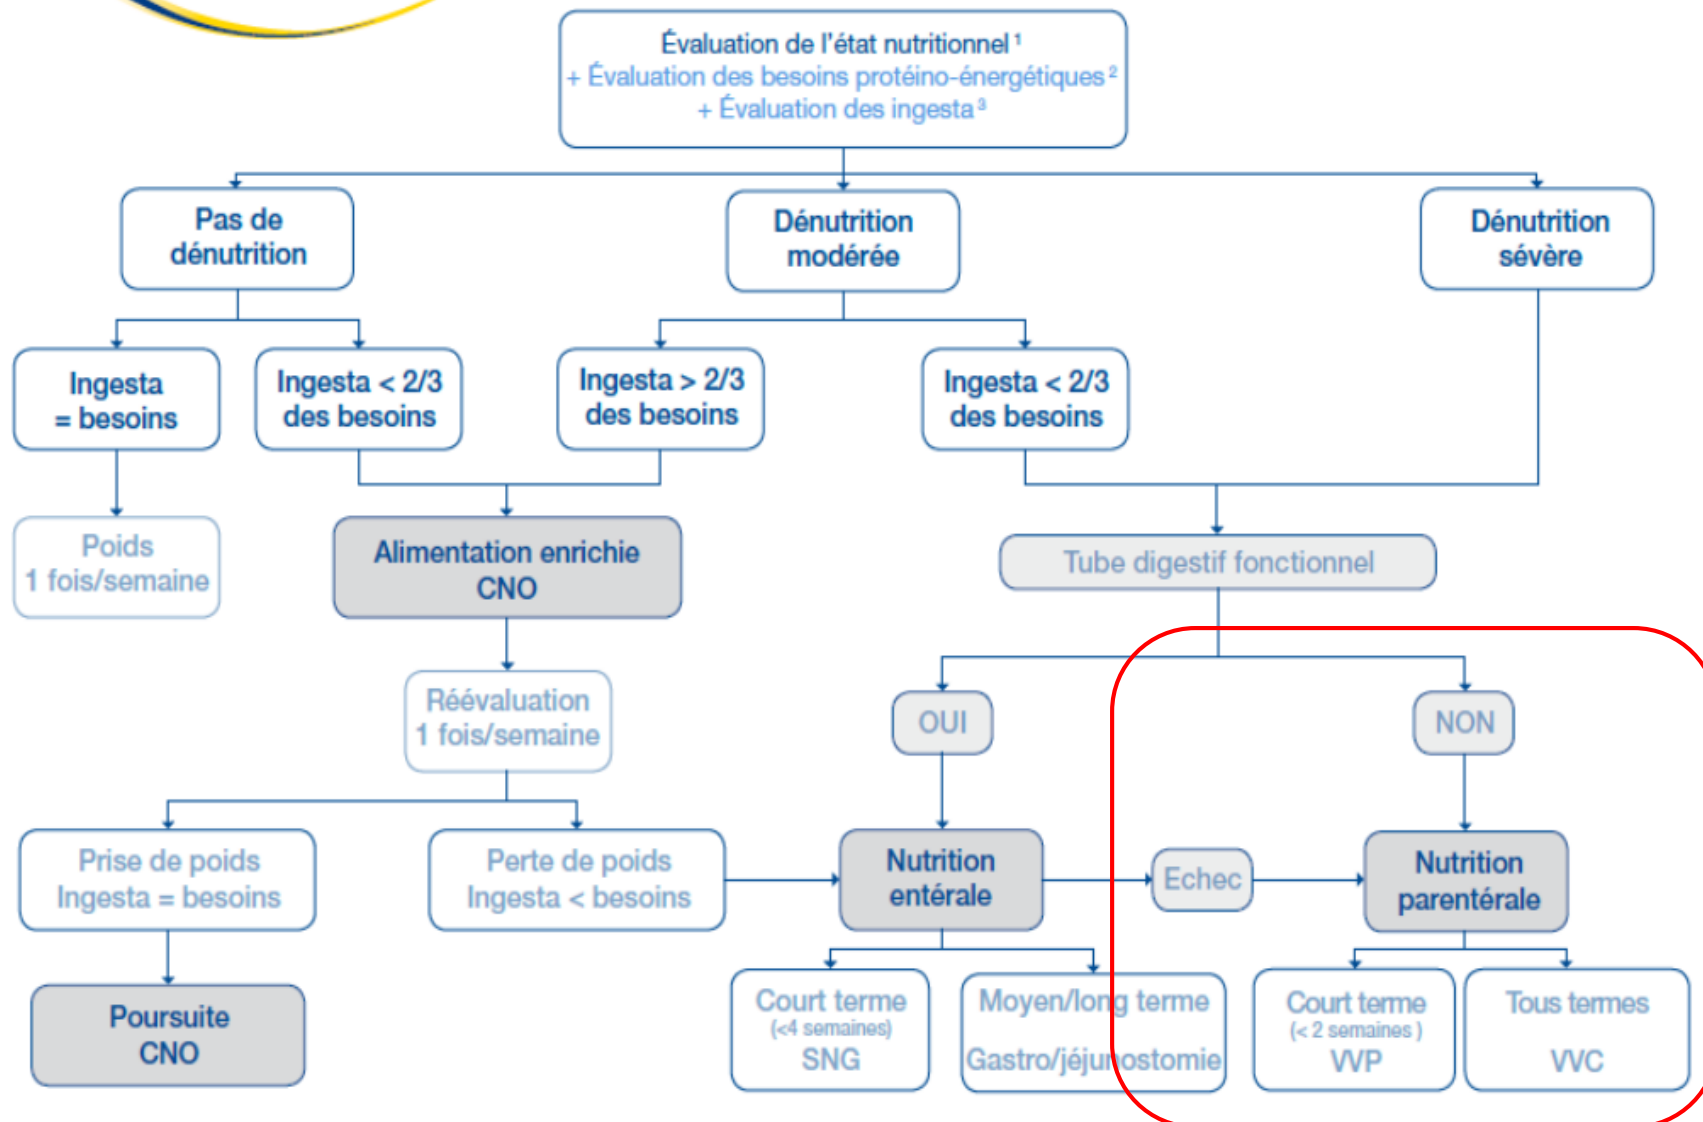 Évaluation de l'état nutritionnel ¹
+ Évaluation des besoins protéino-énergétiques ²
+ Évaluation des ingesta ³
Pas de
dénutrition
Dénutrition
modérée
Dénutrition
sévère
Ingesta
= besoins
Ingesta < 2/3
des besoins
Ingesta > 2/3
des besoins
Ingesta < 2/3
des besoins
Poids
1 fois/semaine
Alimentation enrichie
CNO
Tube digestif fonctionnel
Réévaluation
1 fois/semaine
OUI
NON
Prise de poids
Ingesta = besoins
Perte de poids
Ingesta < besoins
Nutrition
entérale
Echec
Nutrition
parentérale
Poursuite
CNO
Court terme
(<4 semaines)
SNG
Moyen/long terme
Gastro/jéjunostomie
Court terme
(< 2 semaines )
VVP
Tous termes
VVC